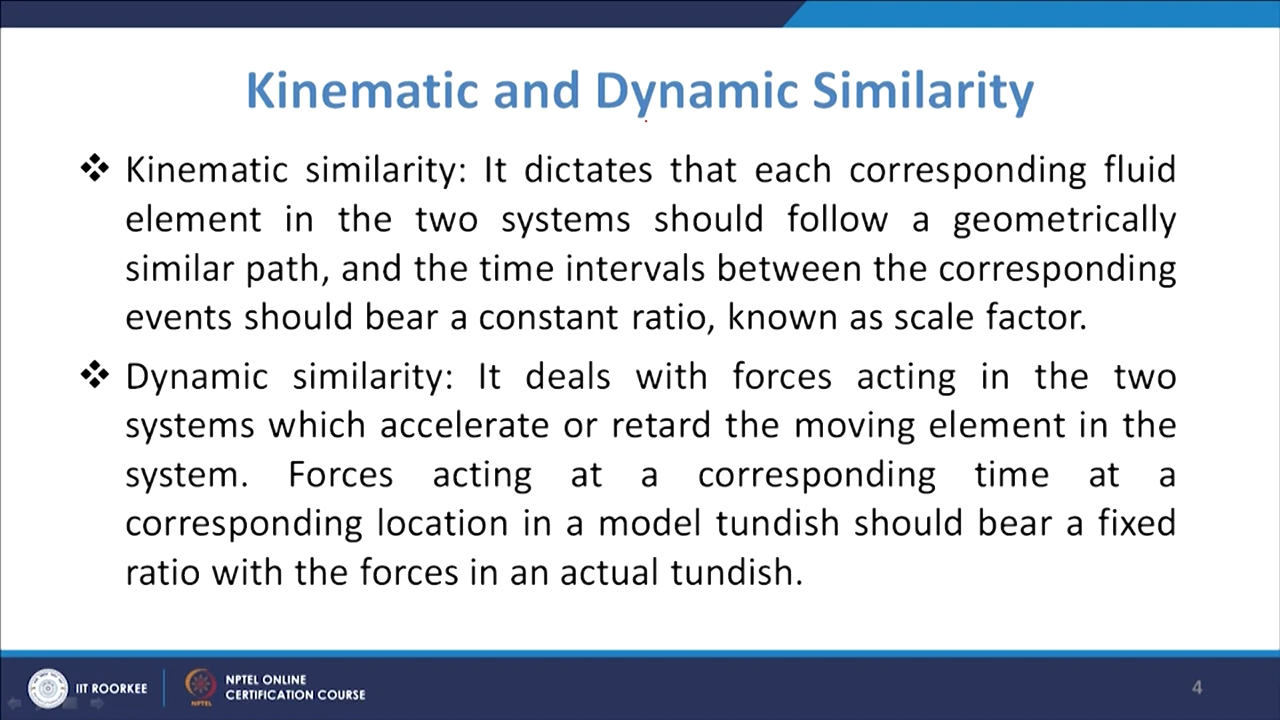 Kinematic and Dynamic Similarity
❖ Kinematic similarity: It dictates that each corresponding fluid
element in the two systems should follow a geometrically
similar path, and the time intervals between the corresponding
events should bear a constant ratio, known as scale factor.
❖ Dynamic similarity: It deals with forces acting in the two
systems which accelerate or retard the moving element in the
system. Forces acting at a corresponding time at a
corresponding location in a model tundish should bear a fixed
ratio with the forces in an actual tundish.
IIT ROORKEE
NPTEL
NPTEL ONLINE
CERTIFICATION COURSE
4